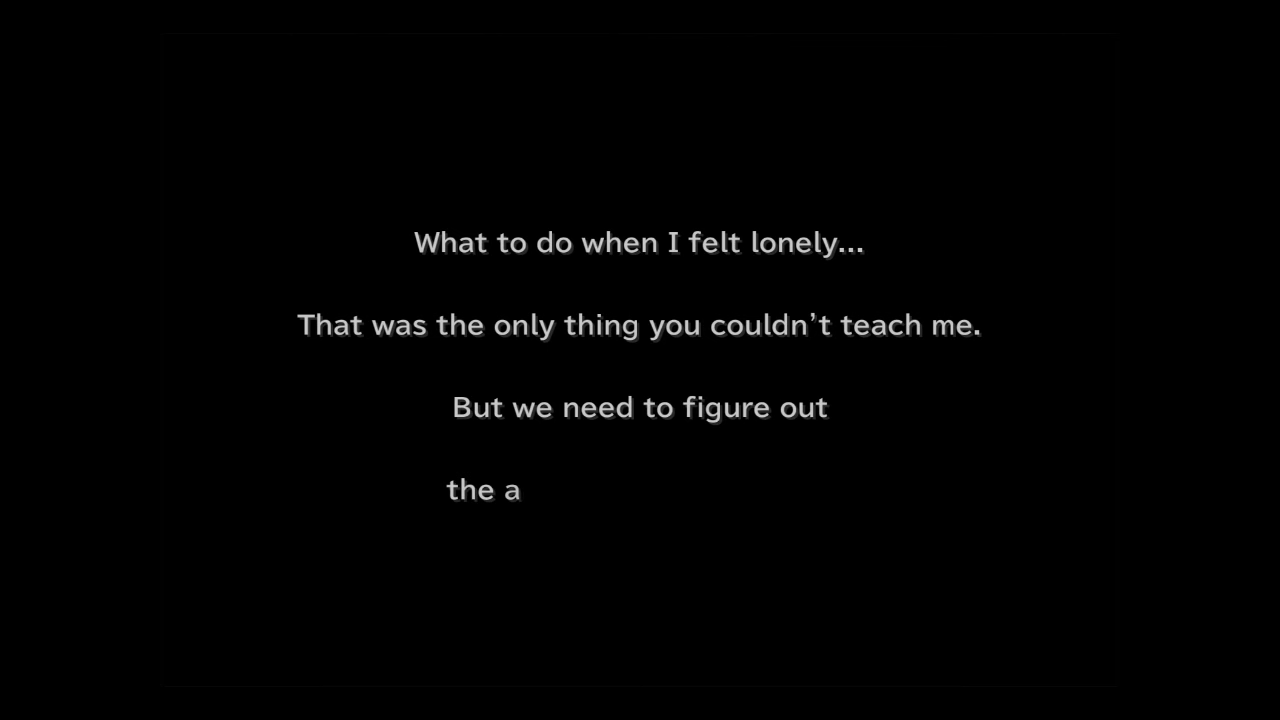 What to do when I felt lonely...
That was the only thing you couldn’t teach me.
But we need to figure out
the a